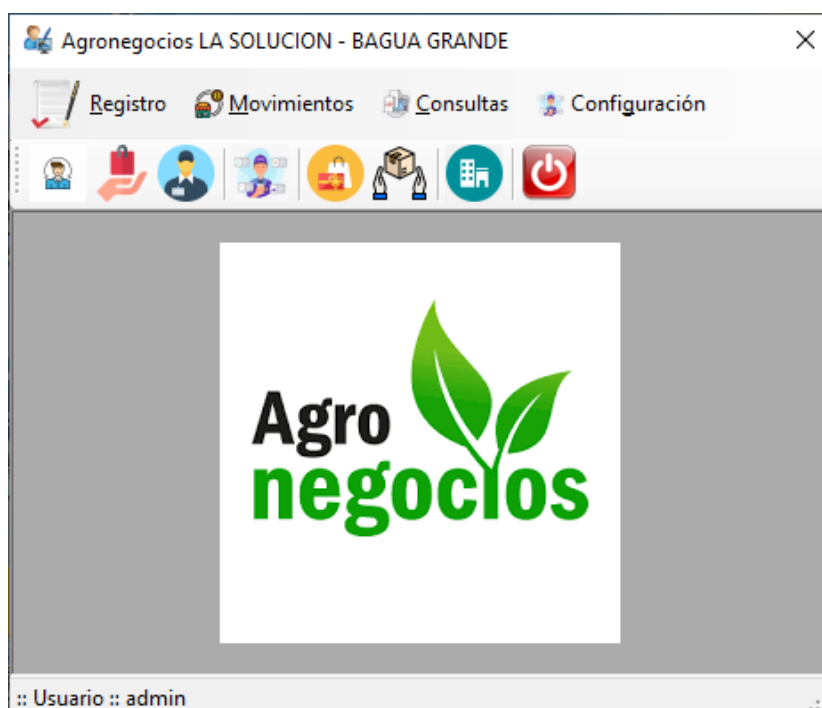 Agronegocios LA SOLUCION - BAGUA GRANDE
Registro Movimientos Consultas Configuración
Agro
negocios
:: Usuario :: admin